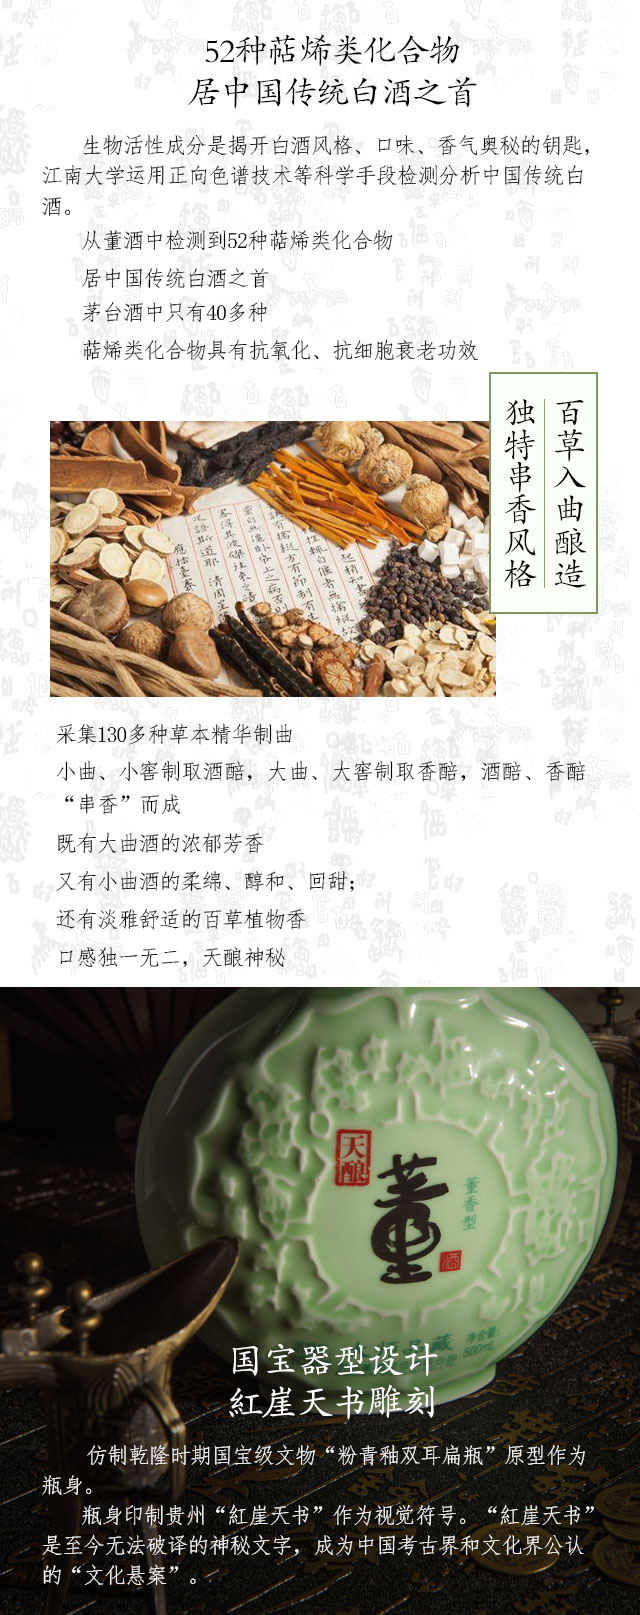 52种萜烯类化合物
居中国传统白酒之首
生物活性成分是揭开白酒风格、口味、香气奥秘的钥匙，
江南大学运用正向色谱技术等科学手段检测分析中国传统白
酒。
从董酒中检测到52种萜烯类化合物
居中国传统白酒之首
茅台酒中只有40多种
萜烯类化合物具有抗氧化、抗细胞衰老功效
百草入曲酿造
独特串香风格
采集130多种草本精华制曲
小曲、小窖制取酒醅，大曲、大窖制取香醅，酒醅、香醅
“串香”而成
既有大曲酒的浓郁芳香
又有小曲酒的柔绵、醇和、回甜；
还有淡雅舒适的百草植物香
口感独一无二，天酿神秘
天酿
董
董香型
酒
净含量:
500mL
国宝器型设计
紅崖天书雕刻
仿制乾隆时期国宝级文物“粉青釉双耳扁瓶”原型作为
瓶身。
瓶身印制贵州“紅崖天书”作为视觉符号。“紅崖天书”
是至今无法破译的神秘文字，成为中国考古界和文化界公认
的“文化悬案”。